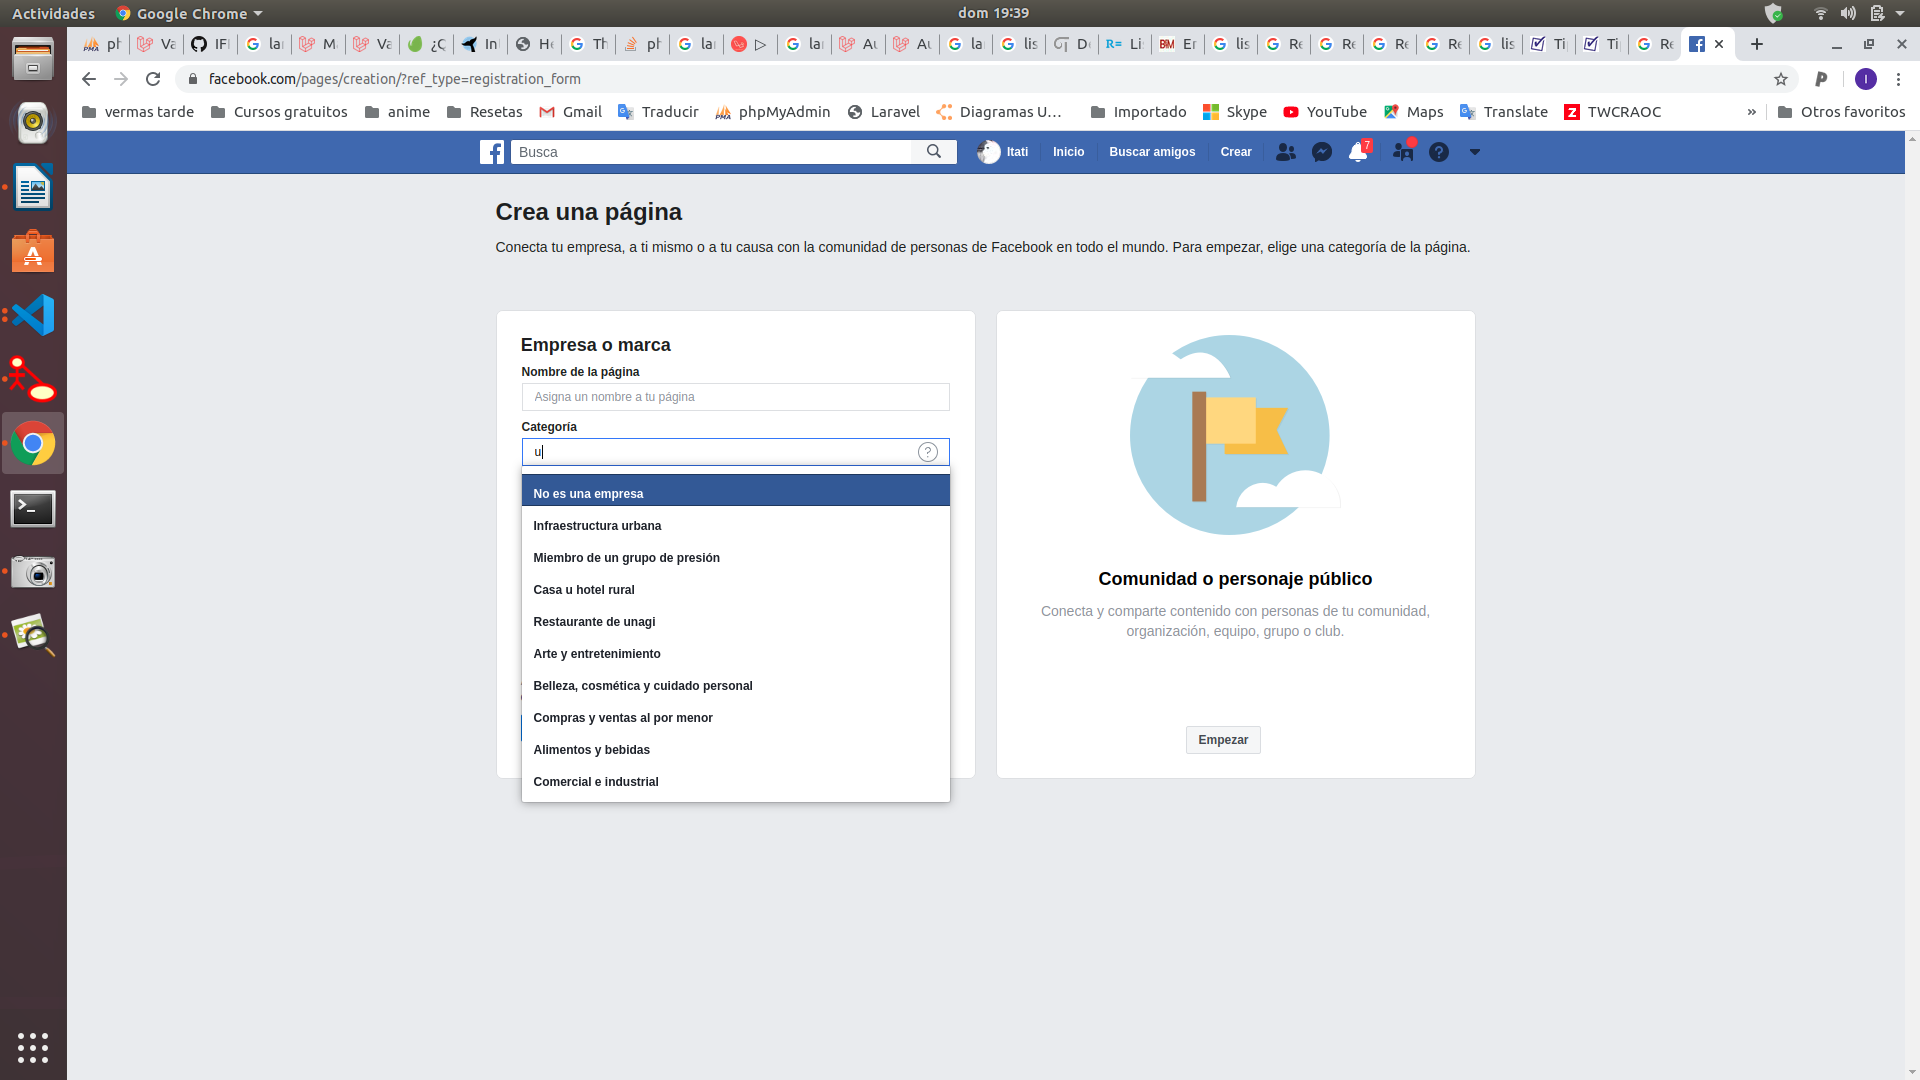 Actividades
Google Chrome
dom 19:39
ph
Va
IFI
lar
M
Va
¿C
In
He
Th
ph
lar
lar
Au
Au
lar
lis
De
Li
Er
lis
Re
Re
Re
Re
lis
Ti
Ti
Re
facebook.com/pages/creation/?ref_type=registration_form
vermas tarde
Cursos gratuitos
anime
Resetas
Gmail
Traducir
phpMyAdmin
Laravel
Diagramas U...
Importado
Skype
YouTube
Maps
Translate
TWCRAOC
»
Otros favoritos
Busca
Itati
Inicio
Buscar amigos
Crear
7
Crea una página
Conecta tu empresa, a ti mismo o a tu causa con la comunidad de personas de Facebook en todo el mundo. Para empezar, elige una categoría de la página.
Empresa o marca
Nombre de la página
Asigna un nombre a tu página
Categoría
u
No es una empresa
Infraestructura urbana
Miembro de un grupo de presión
Casa u hotel rural
Restaurante de unagi
Arte y entretenimiento
Belleza, cosmética y cuidado personal
Compras y ventas al por menor
Alimentos y bebidas
Comercial e industrial
Comunidad o personaje público
Conecta y comparte contenido con personas de tu comunidad,
organización, equipo, grupo o club.
Empezar